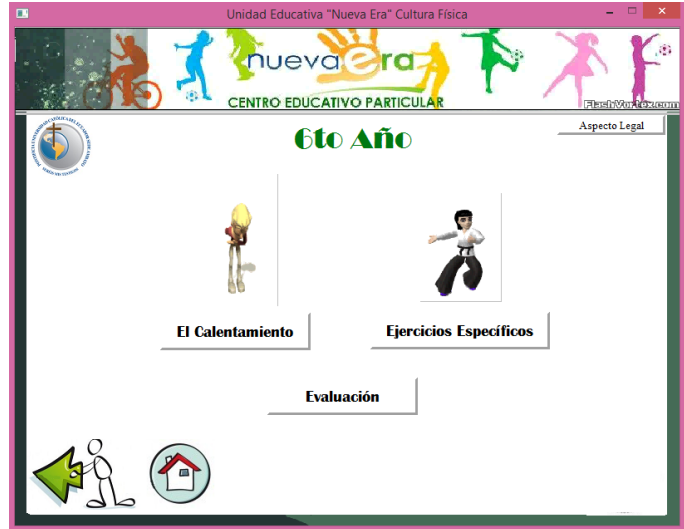 Unidad Educativa "Nueva Era" Cultura Física
nueva era
CENTRO EDUCATIVO PARTICULAR
FlashVortex.com
Aspecto Legal
6to Año
El Calentamiento
Ejercicios Específicos
Evaluación